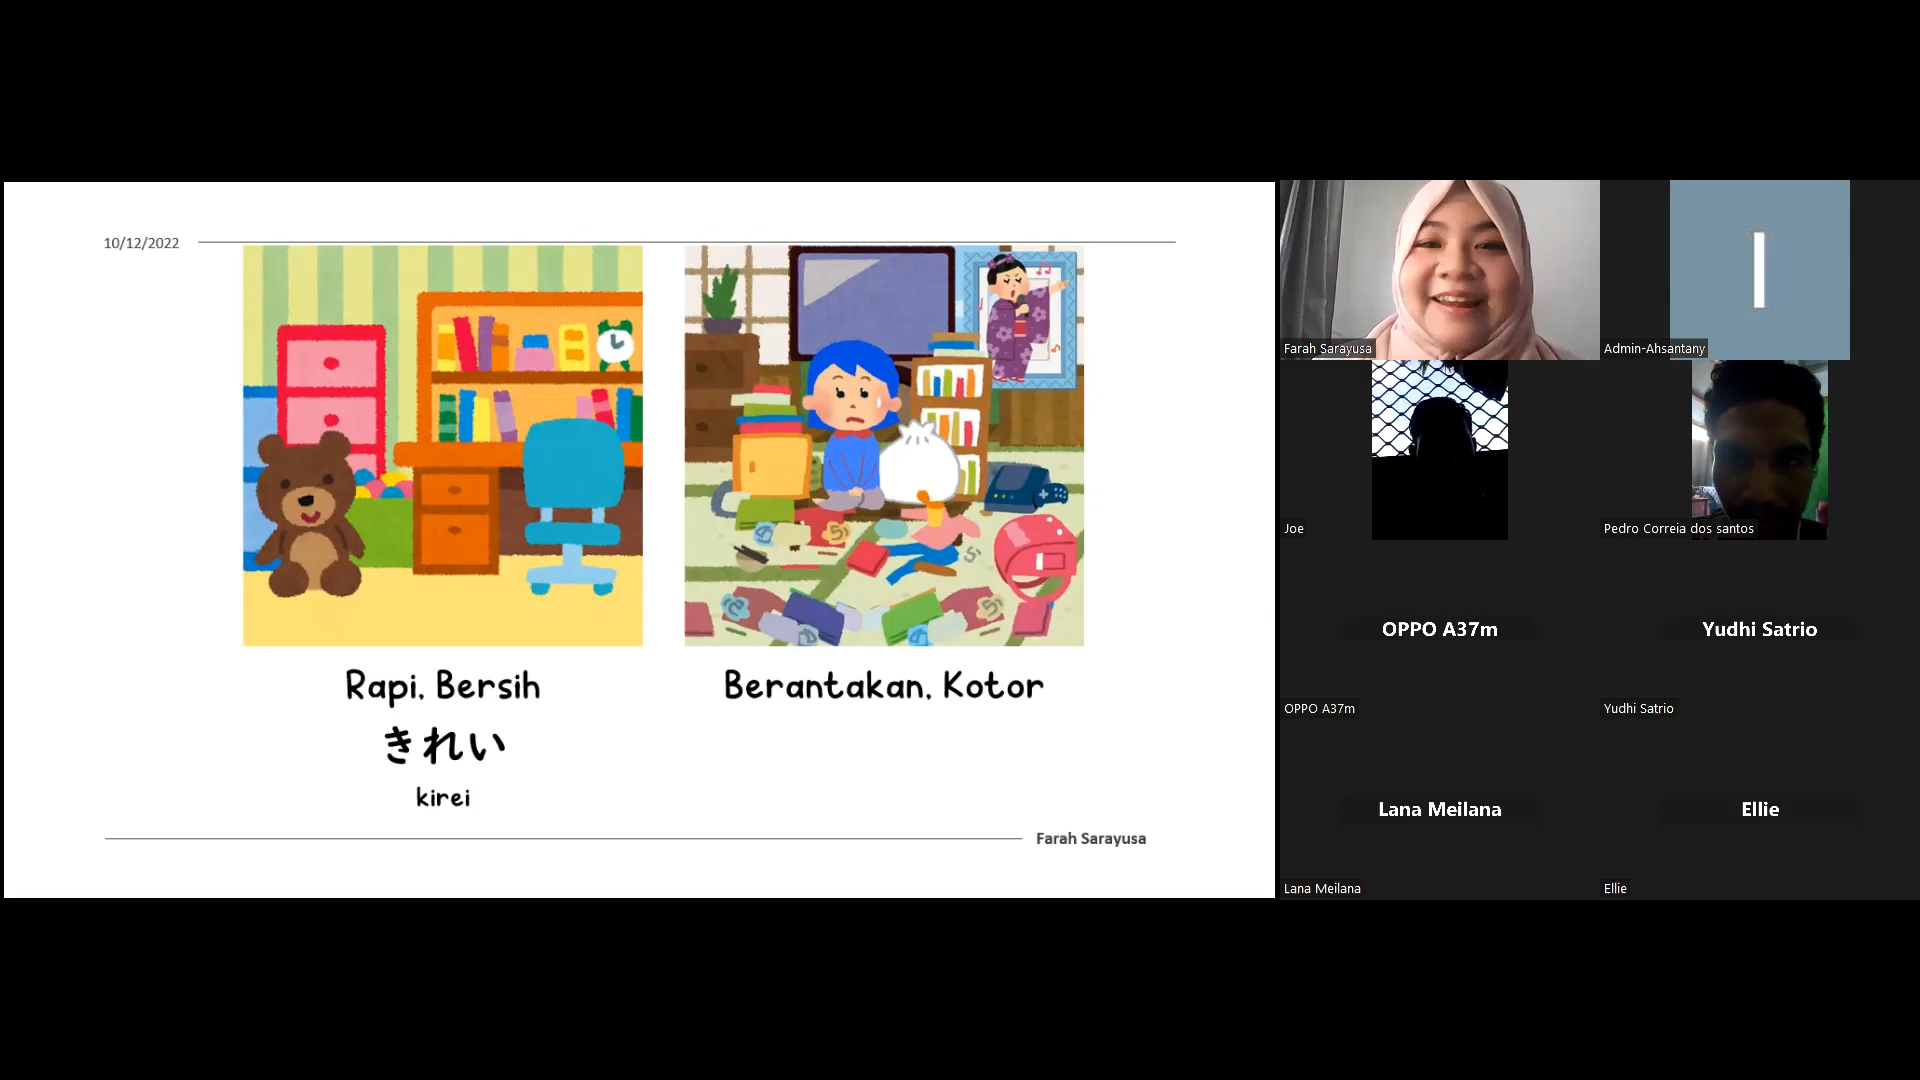 10/12/2022
Rapi, Bersih
きれい
kirei
Berantakan, Kotor
Farah Sarayusa
Farah Sarayusa
I
Admin-Ahsantany
Joe
Pedro Correia dos santos
OPPO A37m
OPPO A37m
Yudhi Satrio
Yudhi Satrio
Lana Meilana
Lana Meilana
Ellie
Ellie